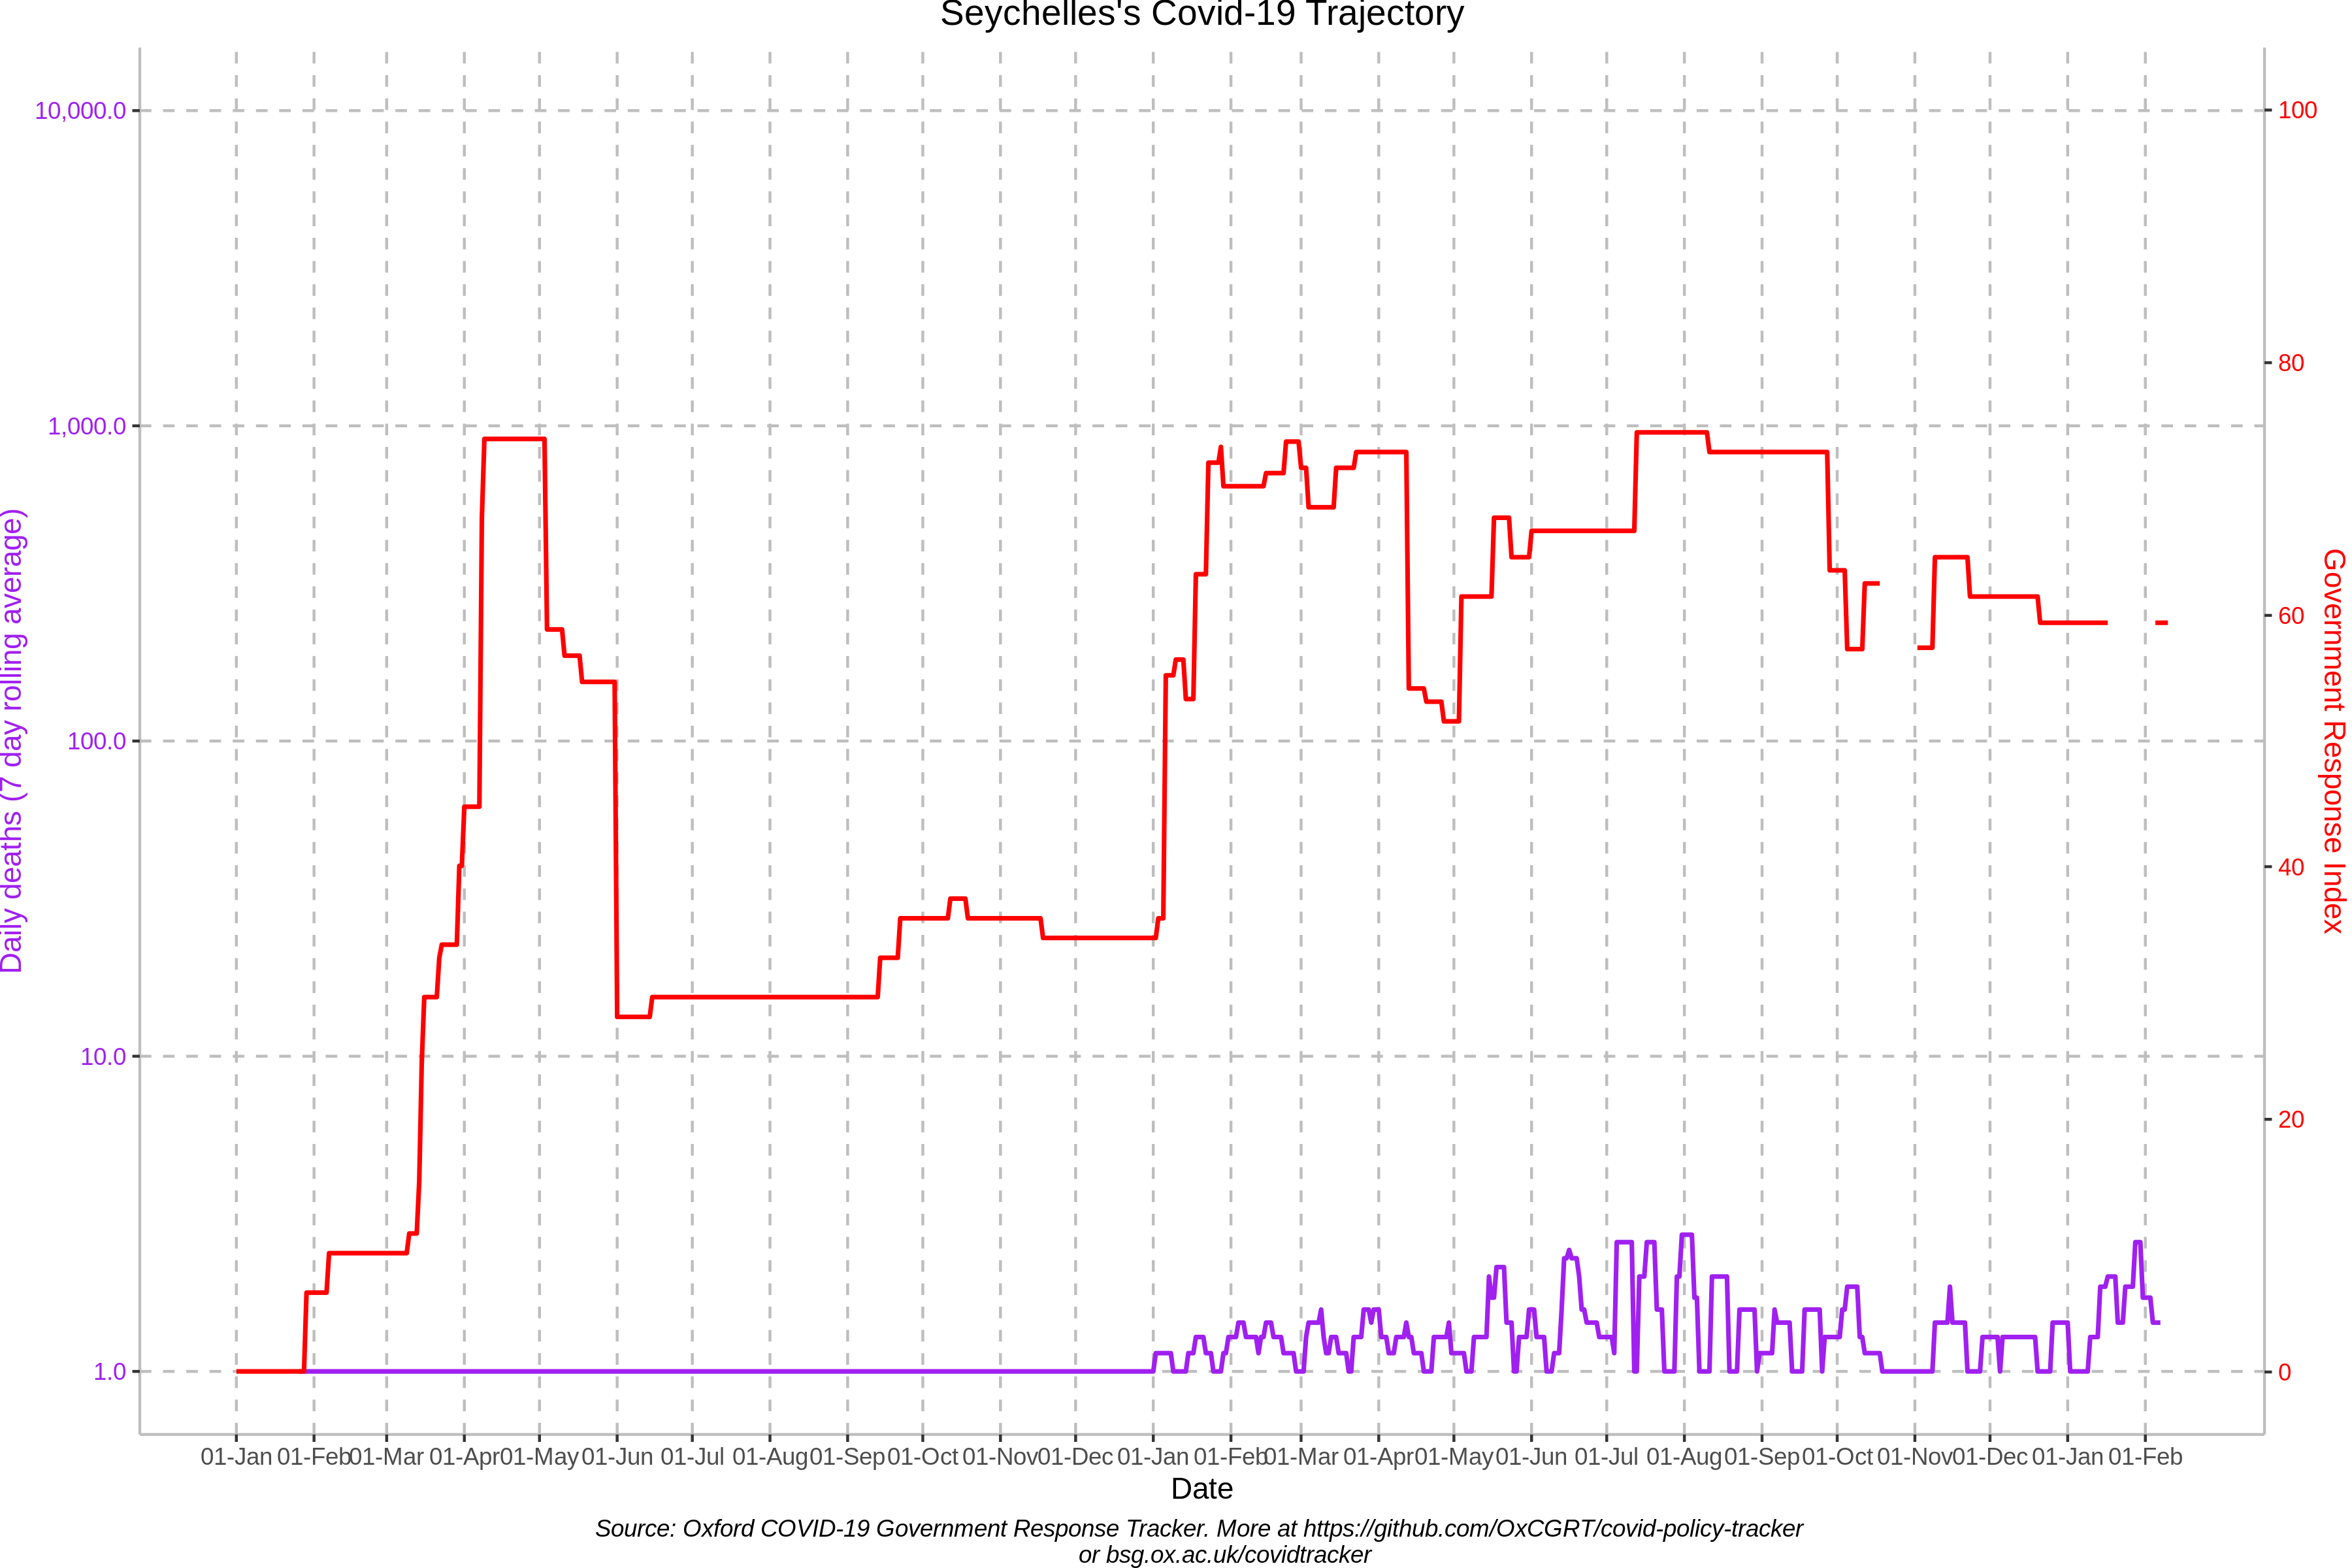 Seychelles's Covid-19 Trajectory
10,000.0
1,000.0
100.0
10.0
1.0
Daily deaths (7 day rolling average)
100
80
60
40
20
0
Government Response Index
01-Jan 01-Feb 01-Mar 01-Apr 01-May 01-Jun 01-Jul 01-Aug 01-Sep 01-Oct 01-Nov 01-Dec 01-Jan 01-Feb 01-Mar 01-Apr 01-May 01-Jun 01-Jul 01-Aug 01-Sep 01-Oct 01-Nov 01-Dec 01-Jan 01-Feb
Date
Source: Oxford COVID-19 Government Response Tracker. More at https://github.com/OxCGRT/covid-policy-tracker
or bsg.ox.ac.uk/covidtracker